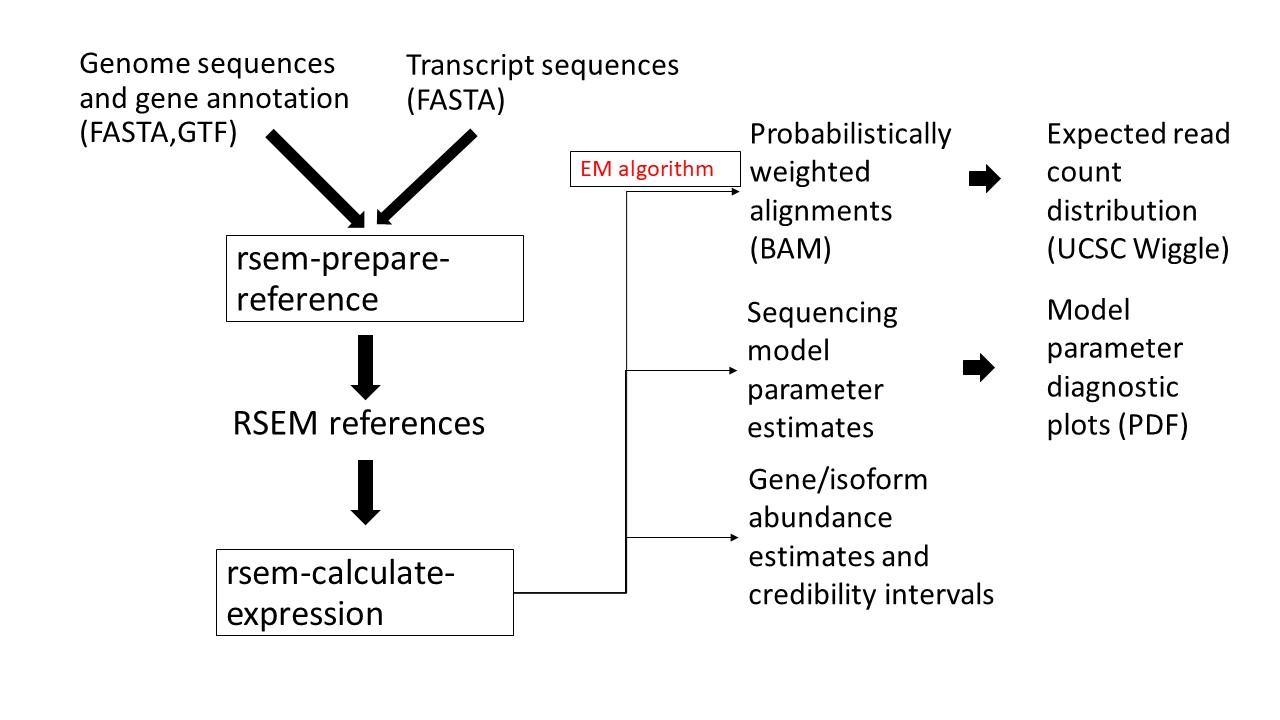 Genome sequences
and gene annotation
(FASTA,GTF)
Transcript sequences
(FASTA)
rsem-prepare-
reference
RSEM references
rsem-calculate-
expression
EM algorithm
Probabilistically
weighted
alignments
(BAM)
Expected read
count
distribution
(UCSC Wiggle)
Sequencing
model
parameter
estimates
Model
parameter
diagnostic
plots (PDF)
Gene/isoform
abundance
estimates and
credibility intervals